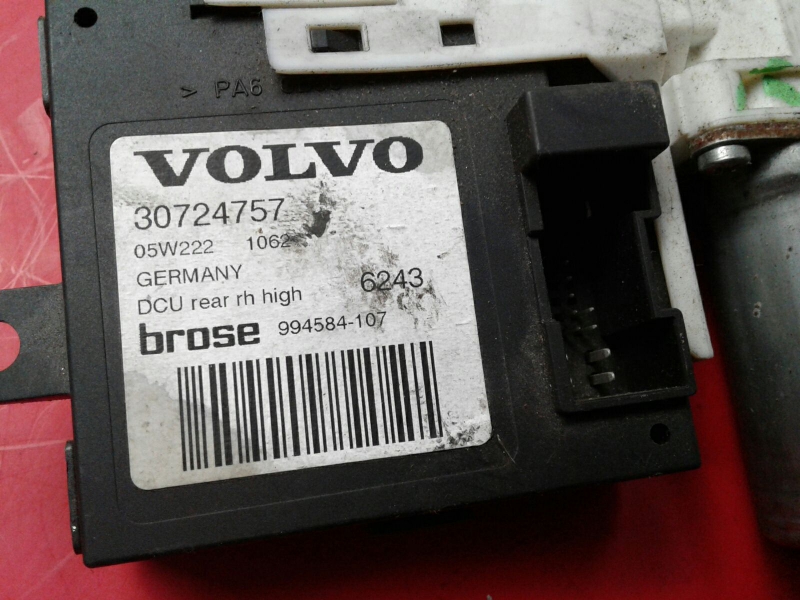 > PA6
VOLVO
30724757
05W222 1062
GERMANY
DCU rear rh high 6243
brose 994584-107